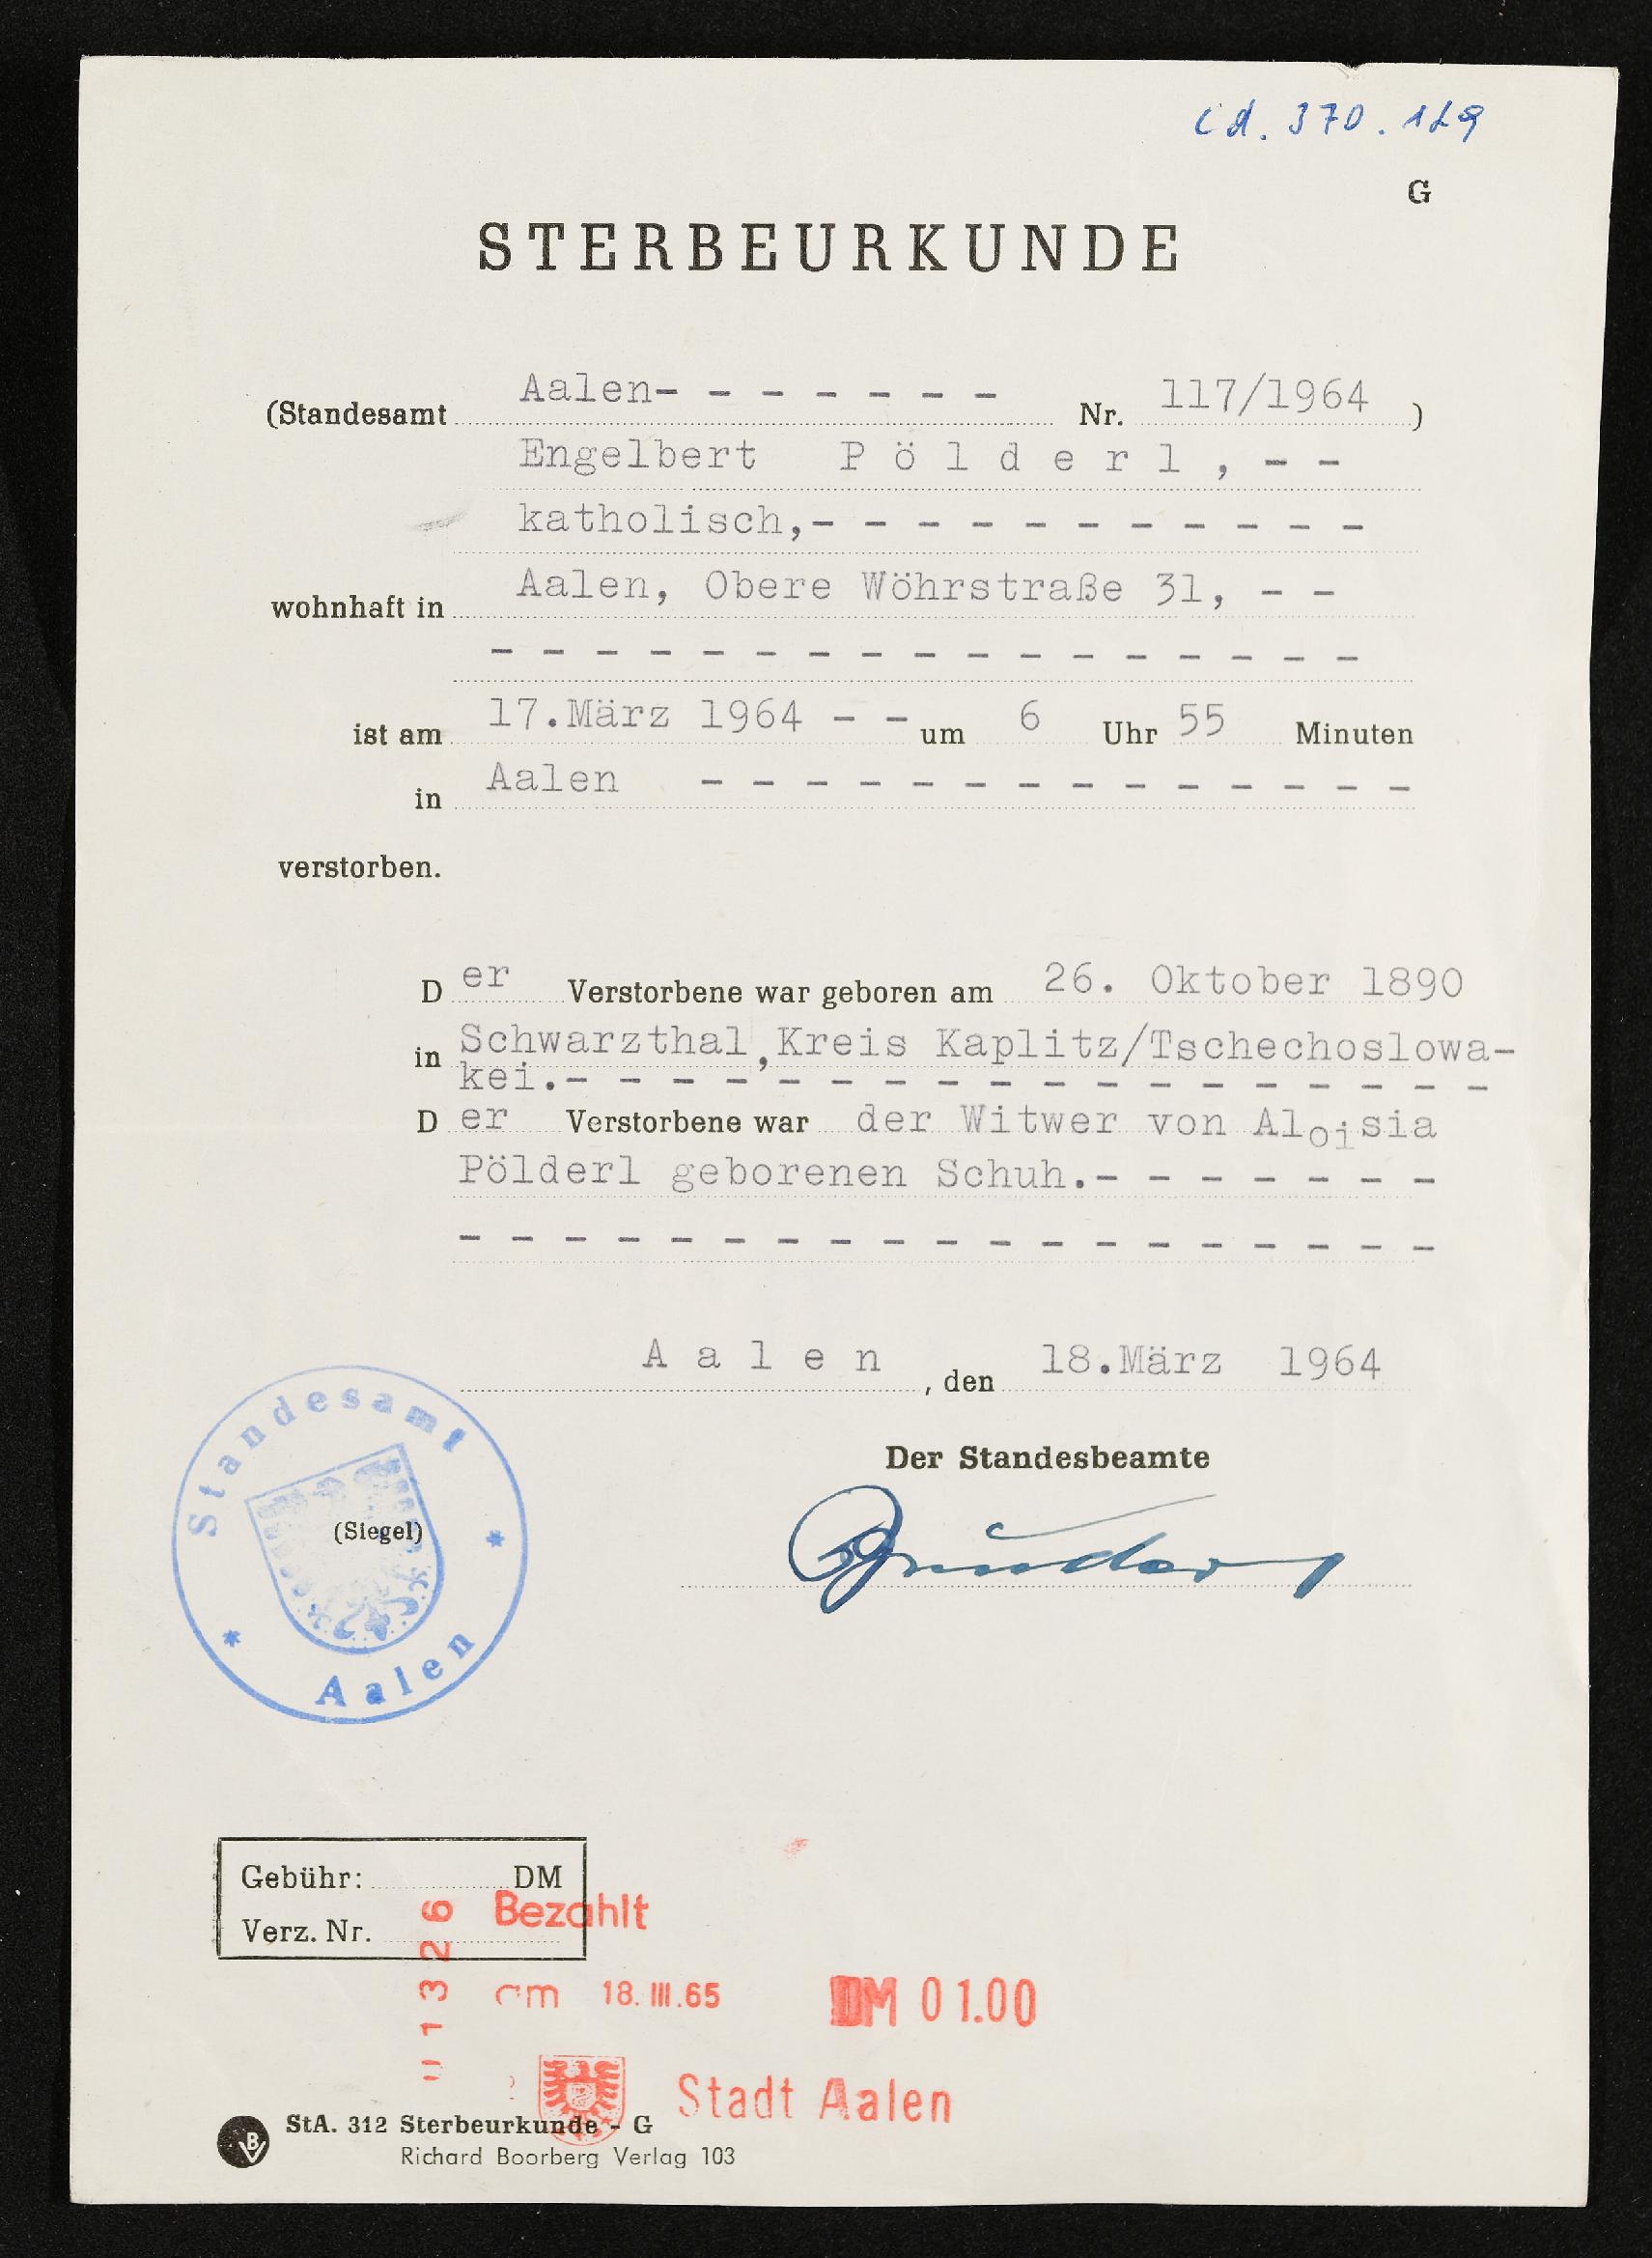 370.129
G
STERBEURKUNDE
(Standesamt Aalen- - - - - - - Nr. 117/1964 )
Engelbert P ö l d e r l , - -
katholisch,- - - - - - - - - - -
wohnhaft in Aalen, Obere Wöhrstraße 31, - -
- - - - - - - - - - - - - - - - -
ist am 17.März 1964 - - um 6 Uhr 55 Minuten
in Aalen - - - - - - - - - - - - - -
verstorben.
D er Verstorbene war geboren am 26. Oktober 1890
in Schwarzthal,Kreis Kaplitz/Tschechoslowa-
kei.- - - - - - - - - - - - - - - - - -
D er Verstorbene war der Witwer von Aloisia
Pölderl geborenen Schuh.- - - - - - -
- - - - - - - - - - - - - - - - - - -
A a l e n , den 18.März 1964
Der Standesbeamte
Standesamt
(Siegel)
Aalen
Gebühr: DM
Bezahlt
Verz. Nr.
1326
am 18. III. 65 DM 01.00
Stadt Aalen
StA. 312 Sterbeurkunde - G
Richard Boorberg Verlag 103